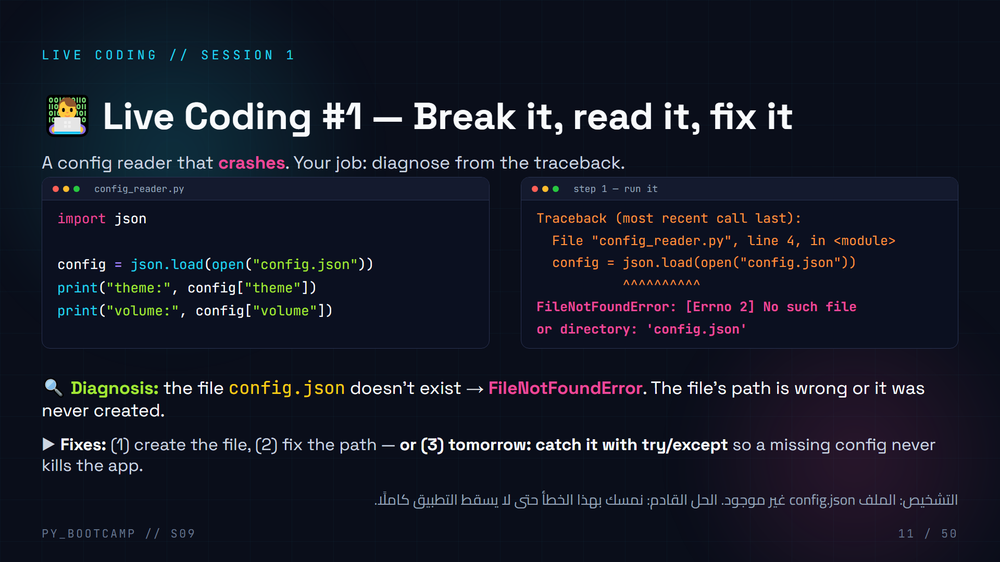 LIVE CODING // SESSION 1
Live Coding #1 — Break it, read it, fix it
A config reader that crashes. Your job: diagnose from the traceback.
config_reader.py
import json
config = json.load(open("config.json"))
print("theme:", config["theme"])
print("volume:", config["volume"])
step 1 — run it
Traceback (most recent call last):
  File "config_reader.py", line 4, in <module>
  config = json.load(open("config.json"))
           ^^^^^^^^^^
FileNotFoundError: [Errno 2] No such file
or directory: 'config.json'
🔍 Diagnosis: the file config.json doesn’t exist → FileNotFoundError. The file’s path is wrong or it was
never created.
▶ Fixes: (1) create the file, (2) fix the path — or (3) tomorrow: catch it with try/except so a missing config never
kills the app.
التشخيص: الملف config.json غير موجود. الحل القادم: نمسك بهذا الخطأ حتى لا يسقط التطبيق كاملًا.
PY_BOOTCAMP // S09
11 / 50